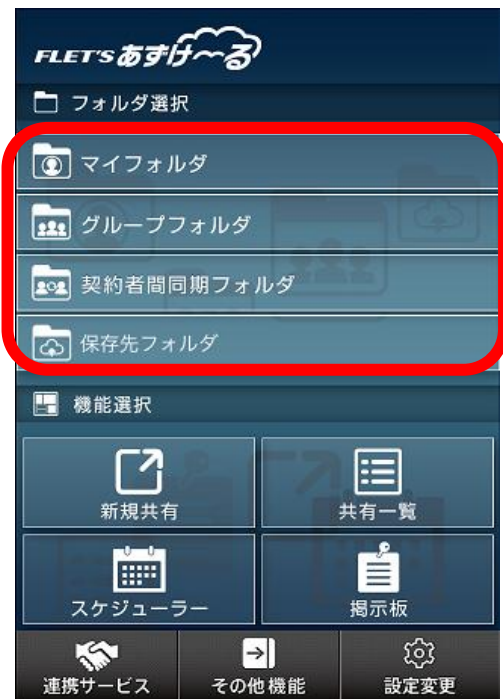 FLET'S あずけ〜る
フォルダ選択
マイフォルダ
グループフォルダ
契約者間同期フォルダ
保存先フォルダ
機能選択
新規共有
共有一覧
スケジューラー
掲示板
連携サービス
その他機能
設定変更